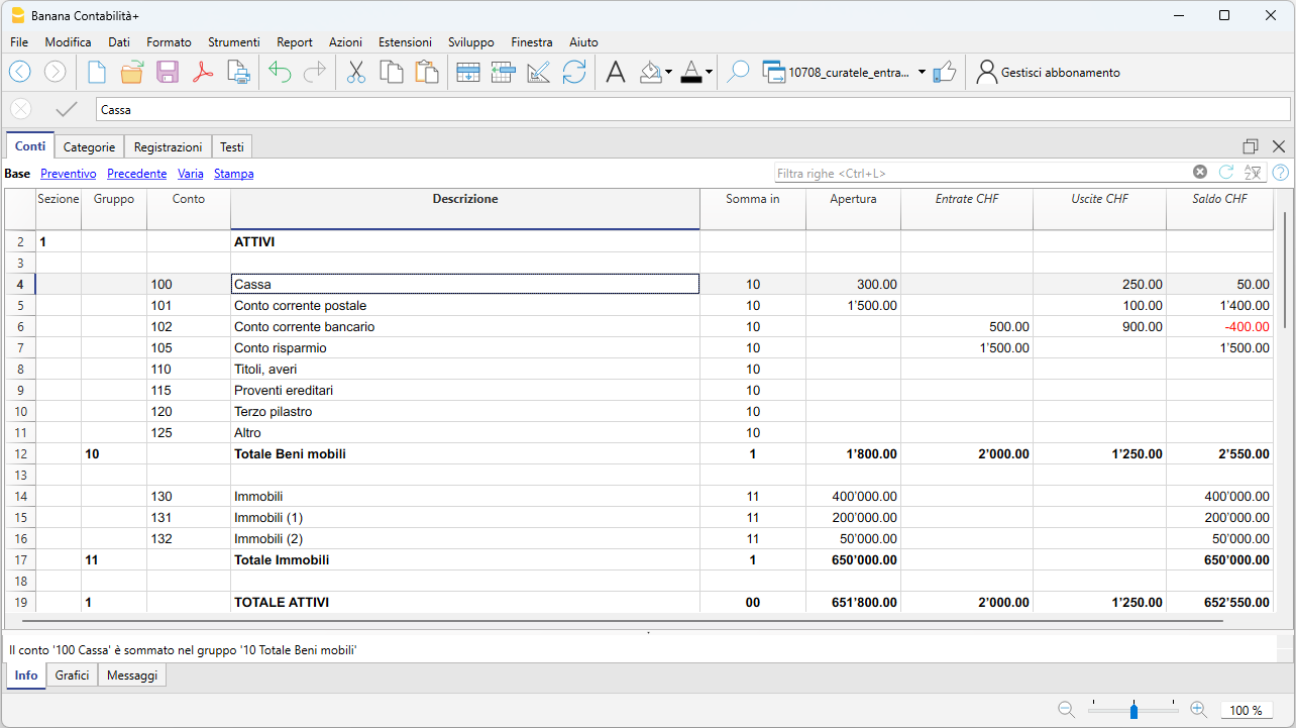 Banana Contabilità+
File Modifica Dati Formato Strumenti Report Azioni Estensioni Sviluppo Finestra Aiuto
10708_curatele_entra... Gestisci abbonamento
Cassa
Conti Categorie Registrazioni Testi
Base Preventivo Precedente Varia Stampa Filtra righe <Ctrl+L>
Sezione Gruppo Conto Descrizione Somma in Apertura Entrate CHF Uscite CHF Saldo CHF
2 1 ATTIVI
3
4 100 Cassa 10 300.00 250.00 50.00
5 101 Conto corrente postale 10 1'500.00 100.00 1'400.00
6 102 Conto corrente bancario 10 500.00 900.00 -400.00
7 105 Conto risparmio 10 1'500.00 1'500.00
8 110 Titoli, averi 10
9 115 Proventi ereditari 10
10 120 Terzo pilastro 10
11 125 Altro 10
12 10 Totale Beni mobili 1 1'800.00 2'000.00 1'250.00 2'550.00
13
14 130 Immobili 11 400'000.00 400'000.00
15 131 Immobili (1) 11 200'000.00 200'000.00
16 132 Immobili (2) 11 50'000.00 50'000.00
17 11 Totale Immobili 1 650'000.00 650'000.00
18
19 1 TOTALE ATTIVI 00 651'800.00 2'000.00 1'250.00 652'550.00
Il conto '100 Cassa' è sommato nel gruppo '10 Totale Beni mobili'
Info Grafici Messaggi
100 %